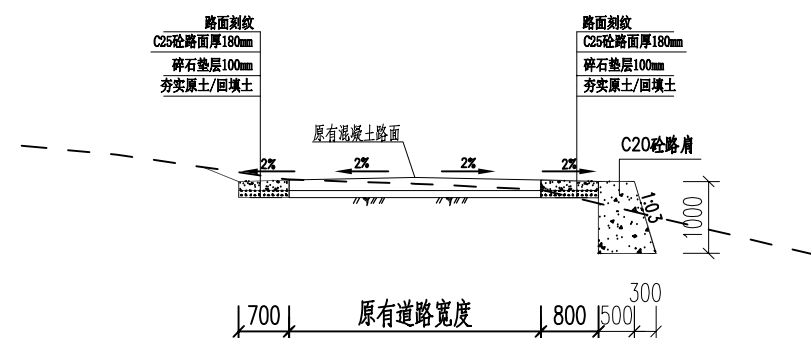 路面刻纹
C25砼路面厚180mm
碎石垫层100mm
夯实原土/回填土
路面刻纹
C25砼路面厚180mm
碎石垫层100mm
夯实原土/回填土
原有混凝土路面
C20砼路肩
2%
2%
2%
2%
1:0.3
1000
700
原有道路宽度
800
500
300